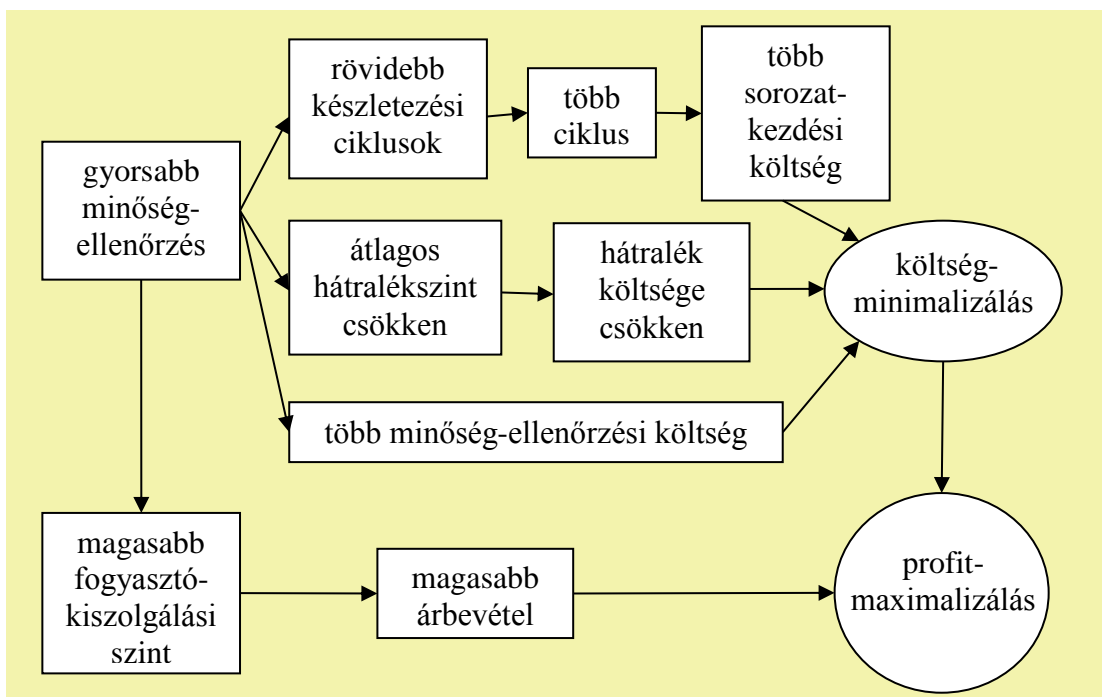 gyorsabb
minőség-
ellenőrzés
rövidebb
készletezési
ciklusok
több
ciklus
több
sorozat-
kezdési
költség
átlagos
hátralékszint
csökken
hátralék
költsége
csökken
költség-
minimalizálás
több minőség-ellenőrzési költség
magasabb
fogyasztó-
kiszolgálási
szint
magasabb
árbevétel
profit-
maximalizálás